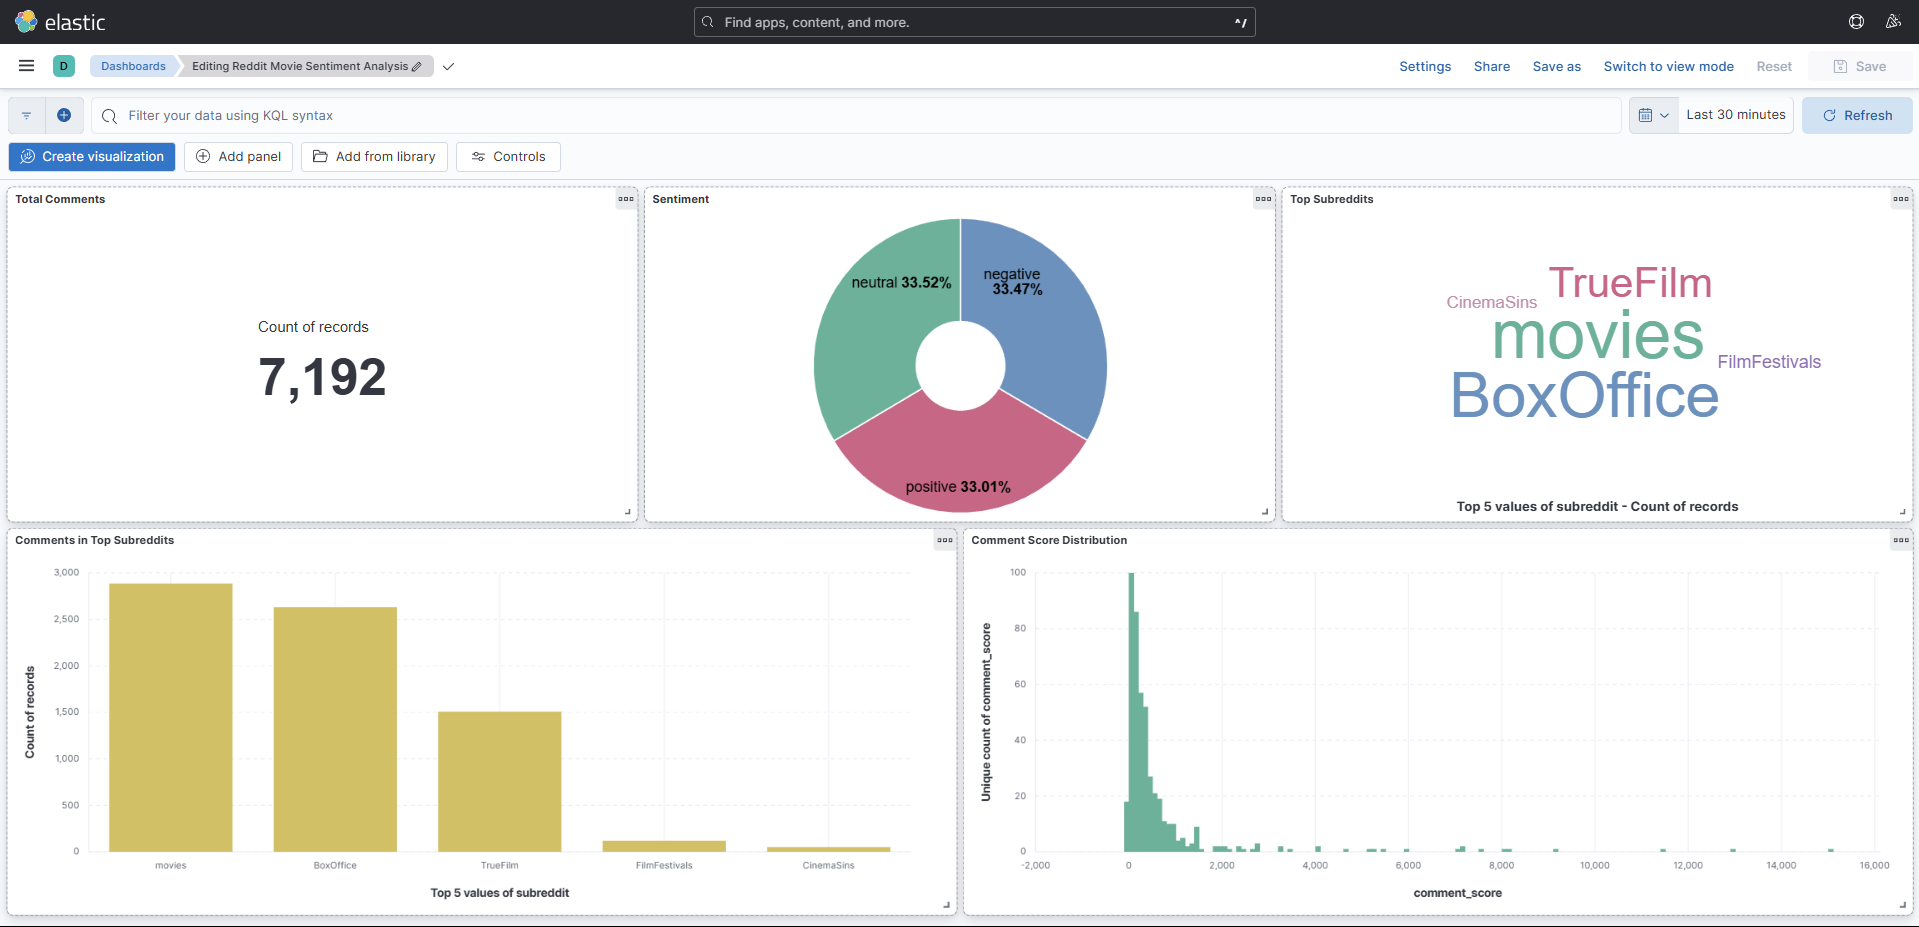 elastic
Find apps, content, and more.
^/
D
Dashboards
Editing Reddit Movie Sentiment Analysis
Settings
Share
Save as
Switch to view mode
Reset
Save
Filter your data using KQL syntax
Last 30 minutes
Refresh
Create visualization
Add panel
Add from library
Controls
Total Comments
Count of records
7,192
Sentiment
neutral 33.52%
negative
33.47%
positive 33.01%
Top Subreddits
TrueFilm
CinemaSins
movies
FilmFestivals
BoxOffice
Top 5 values of subreddit - Count of records
Comments in Top Subreddits
Count of records
3,000
2,500
2,000
1,500
1,000
500
0
movies
BoxOffice
TrueFilm
FilmFestivals
CinemaSins
Top 5 values of subreddit
Comment Score Distribution
Unique count of comment_score
100
80
60
40
20
0
-2,000
0
2,000
4,000
6,000
8,000
10,000
12,000
14,000
16,000
comment_score